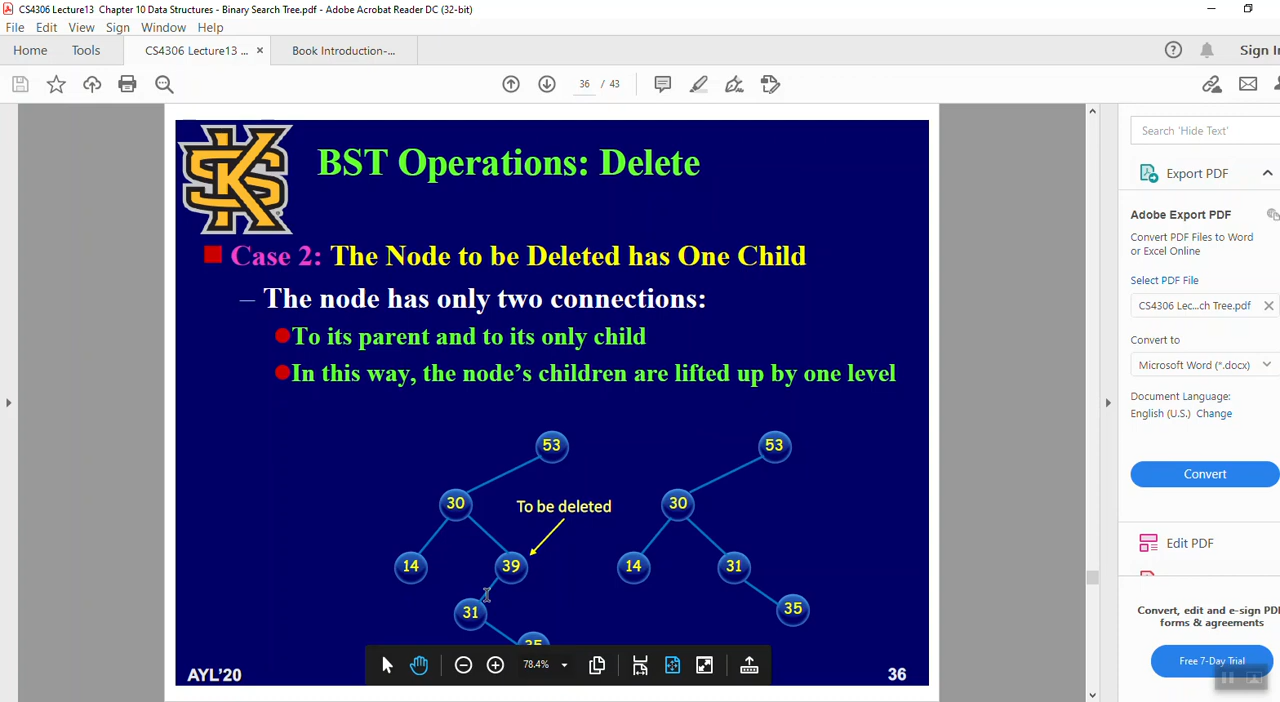 CS4306 Lecture13  Chapter 10 Data Structures - Binary Search Tree.pdf - Adobe Acrobat Reader DC (32-bit)
File Edit View Sign Window Help
Home Tools CS4306 Lecture13 ... × Book Introduction-... Sign In
36 / 43
BST Operations: Delete
Case 2: The Node to be Deleted has One Child
– The node has only two connections:
To its parent and to its only child
In this way, the node's children are lifted up by one level
53 53
30 To be deleted 30
14 39 14 31
31 35
35
78.4%
AYL'20 36
Search 'Hide Text'
Export PDF
Adobe Export PDF
Convert PDF Files to Word
or Excel Online
Select PDF File
CS4306 Lec...ch Tree.pdf
Convert to
Microsoft Word (*.docx)
Document Language:
English (U.S.) Change
Convert
Edit PDF
Convert, edit and e-sign PDF
forms & agreements
Free 7-Day Trial